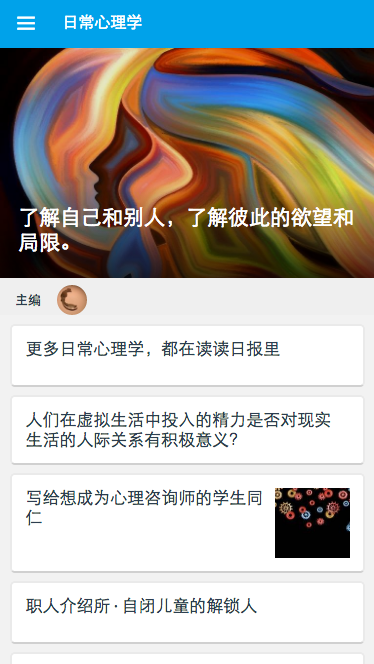 日常心理学
了解自己和别人，了解彼此的欲望和
局限。
主编
更多日常心理学，都在读读日报里
人们在虚拟生活中投入的精力是否对现实
生活的人际关系有积极意义？
写给想成为心理咨询师的学生同
仁
职人介绍所 · 自闭儿童的解锁人